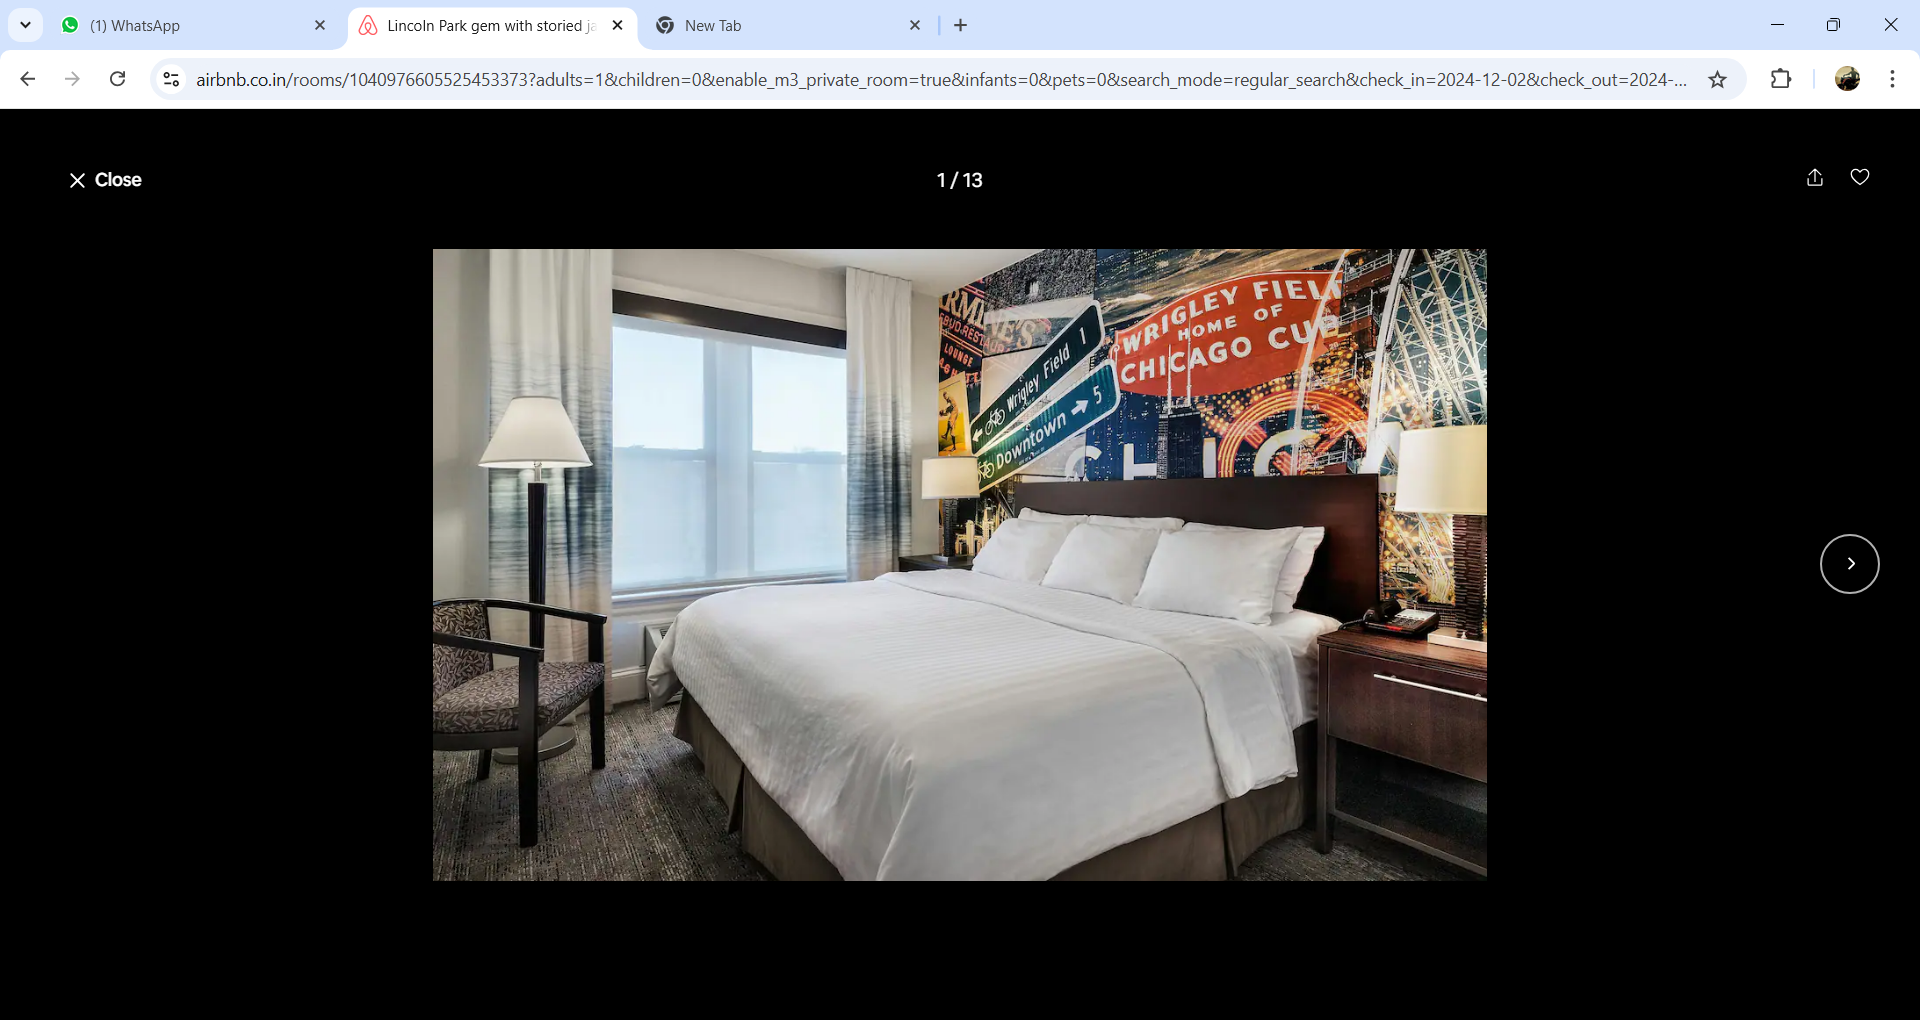 (1) WhatsApp
Lincoln Park gem with storied ja
New Tab
airbnb.co.in/rooms/1040976605525453373?adults=1&children=0&enable_m3_private_room=true&infants=0&pets=0&search_mode=regular_search&check_in=2024-12-02&check_out=2024-...
Close
1 / 13
LOUNGE
Wrigley Field 1
Downtown 5
WRIGLEY FIEL
HOME OF
CHICAGO CU
CHIC